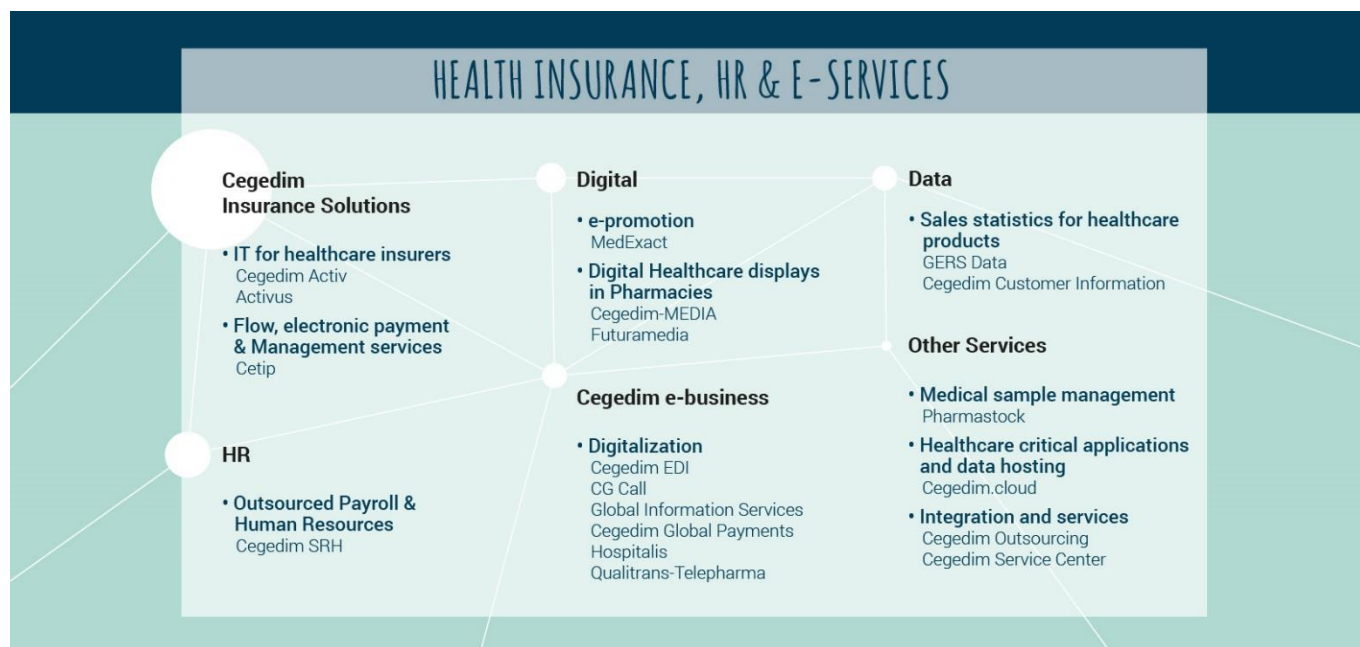 HEALTH INSURANCE, HR & E-SERVICES
Cegedim
Insurance Solutions
• IT for healthcare insurers
Cegedim Activ
Activus
• Flow, electronic payment
& Management services
Cetip
HR
• Outsourced Payroll &
Human Resources
Cegedim SRH
Digital
• e-promotion
MedExact
• Digital Healthcare displays
in Pharmacies
Cegedim-MEDIA
Futuramedia
Cegedim e-business
• Digitalization
Cegedim EDI
CG Call
Global Information Services
Cegedim Global Payments
Hospitalis
Qualitrans-Telepharma
Data
• Sales statistics for healthcare
products
GERS Data
Cegedim Customer Information
Other Services
• Medical sample management
Pharmastock
• Healthcare critical applications
and data hosting
Cegedim.cloud
• Integration and services
Cegedim Outsourcing
Cegedim Service Center